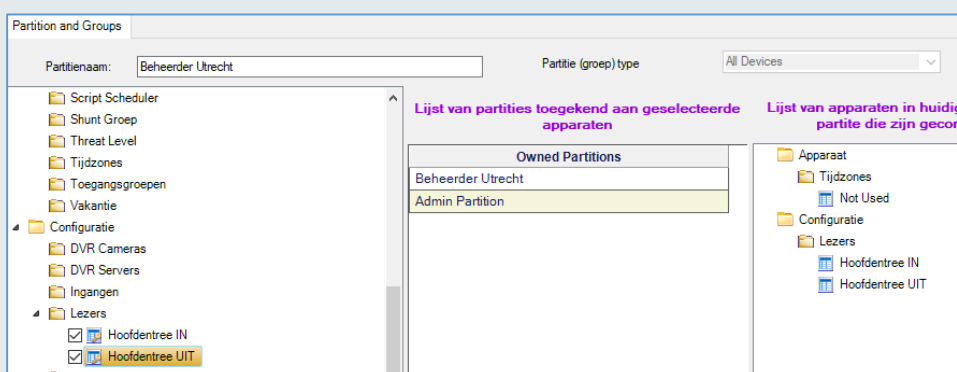 Partition and Groups
Partitienaam: Beheerder Utrecht Partitie (groep) type All Devices
Script Scheduler
Shunt Groep
Threat Level
Tijdzones
Toegangsgroepen
Vakantie
Configuratie
DVR Cameras
DVR Servers
Ingangen
Lezers
Hoofdentree IN
Hoofdentree UIT
Lijst van partities toegekend aan geselecteerde
apparaten
Owned Partitions
Beheerder Utrecht
Admin Partition
Lijst van apparaten in huidig
partite die zijn gecor
Apparaat
Tijdzones
Not Used
Configuratie
Lezers
Hoofdentree IN
Hoofdentree UIT